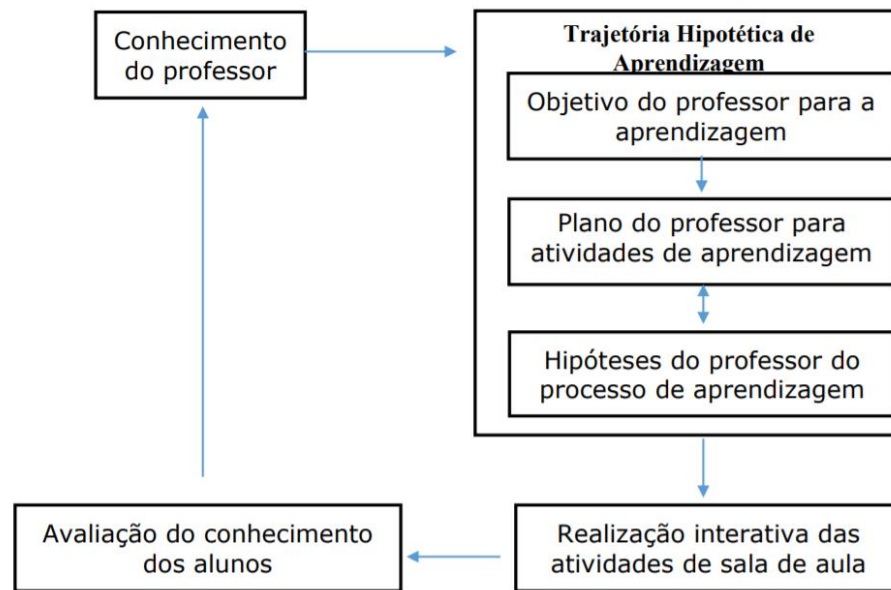 Conhecimento
do professor
Trajetória Hipotética de
Aprendizagem
Objetivo do professor para a
aprendizagem
Plano do professor para
atividades de aprendizagem
Hipóteses do professor do
processo de aprendizagem
Avaliação do conhecimento
dos alunos
Realização interativa das
atividades de sala de aula